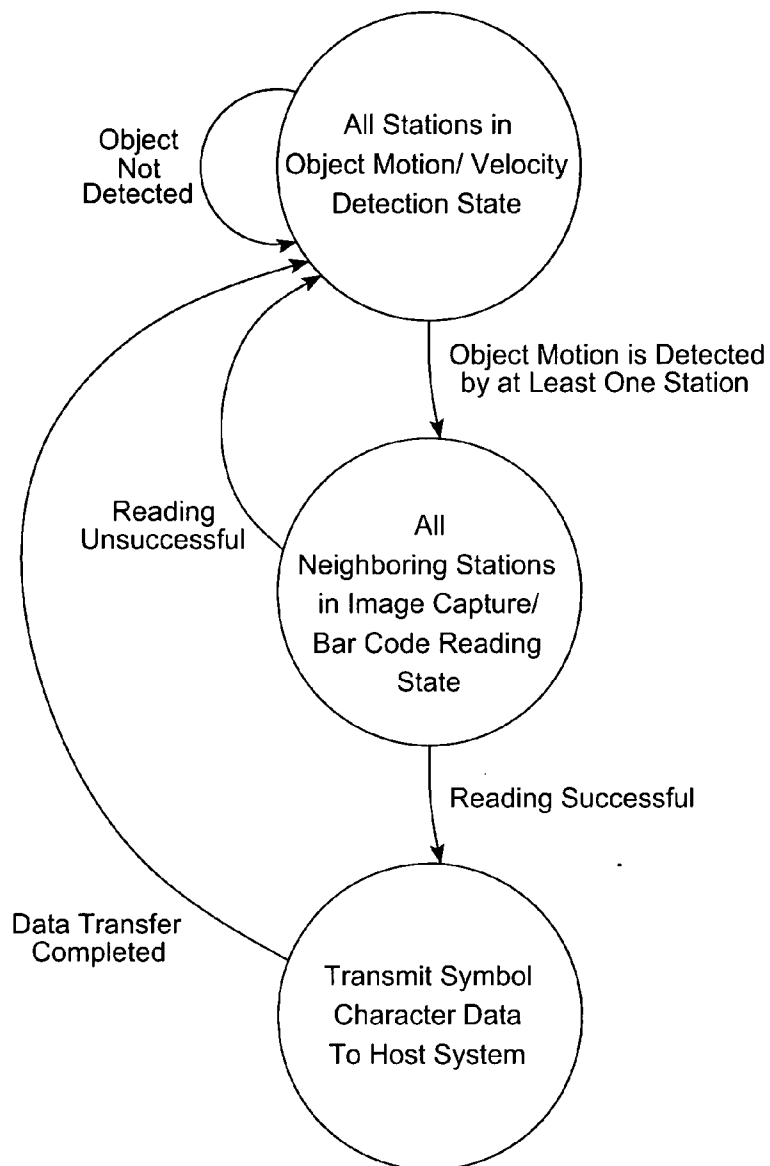 Object
Not
Detected
All Stations in
Object Motion/ Velocity
Detection State
Object Motion is Detected
by at Least One Station
Reading
Unsuccessful
All
Neighboring Stations
in Image Capture/
Bar Code Reading
State
Reading Successful
Data Transfer
Completed
Transmit Symbol
Character Data
To Host System